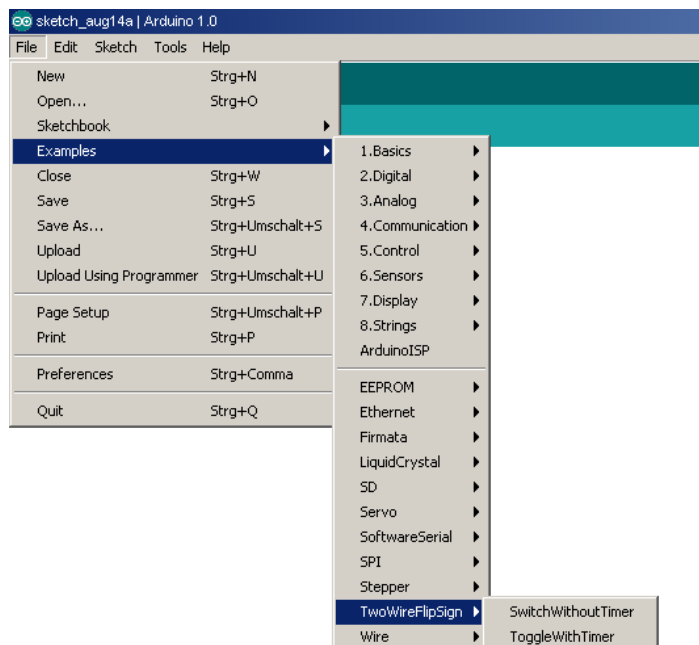 sketch_aug14a | Arduino 1.0
File Edit Sketch Tools Help
New Strg+N
Open... Strg+O
Sketchbook
Examples
Close Strg+W
Save Strg+S
Save As... Strg+Umschalt+S
Upload Strg+U
Upload Using Programmer Strg+Umschalt+U
Page Setup Strg+Umschalt+P
Print Strg+P
Preferences Strg+Comma
Quit Strg+Q
1.Basics
2.Digital
3.Analog
4.Communication
5.Control
6.Sensors
7.Display
8.Strings
ArduinoISP
EEPROM
Ethernet
Firmata
LiquidCrystal
SD
Servo
SoftwareSerial
SPI
Stepper
TwoWireFlipSign
Wire
SwitchWithoutTimer
ToggleWithTimer